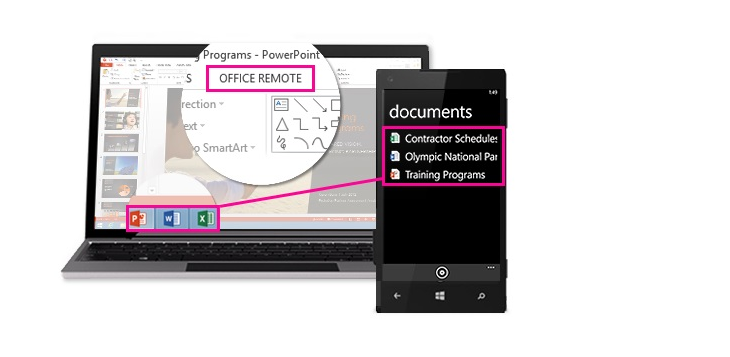 g Programs - PowerPoint
S OFFICE REMOTE
rection
ext
o SmartArt
1:49
documents
Contractor Schedules
Olympic National Par
Training Programs